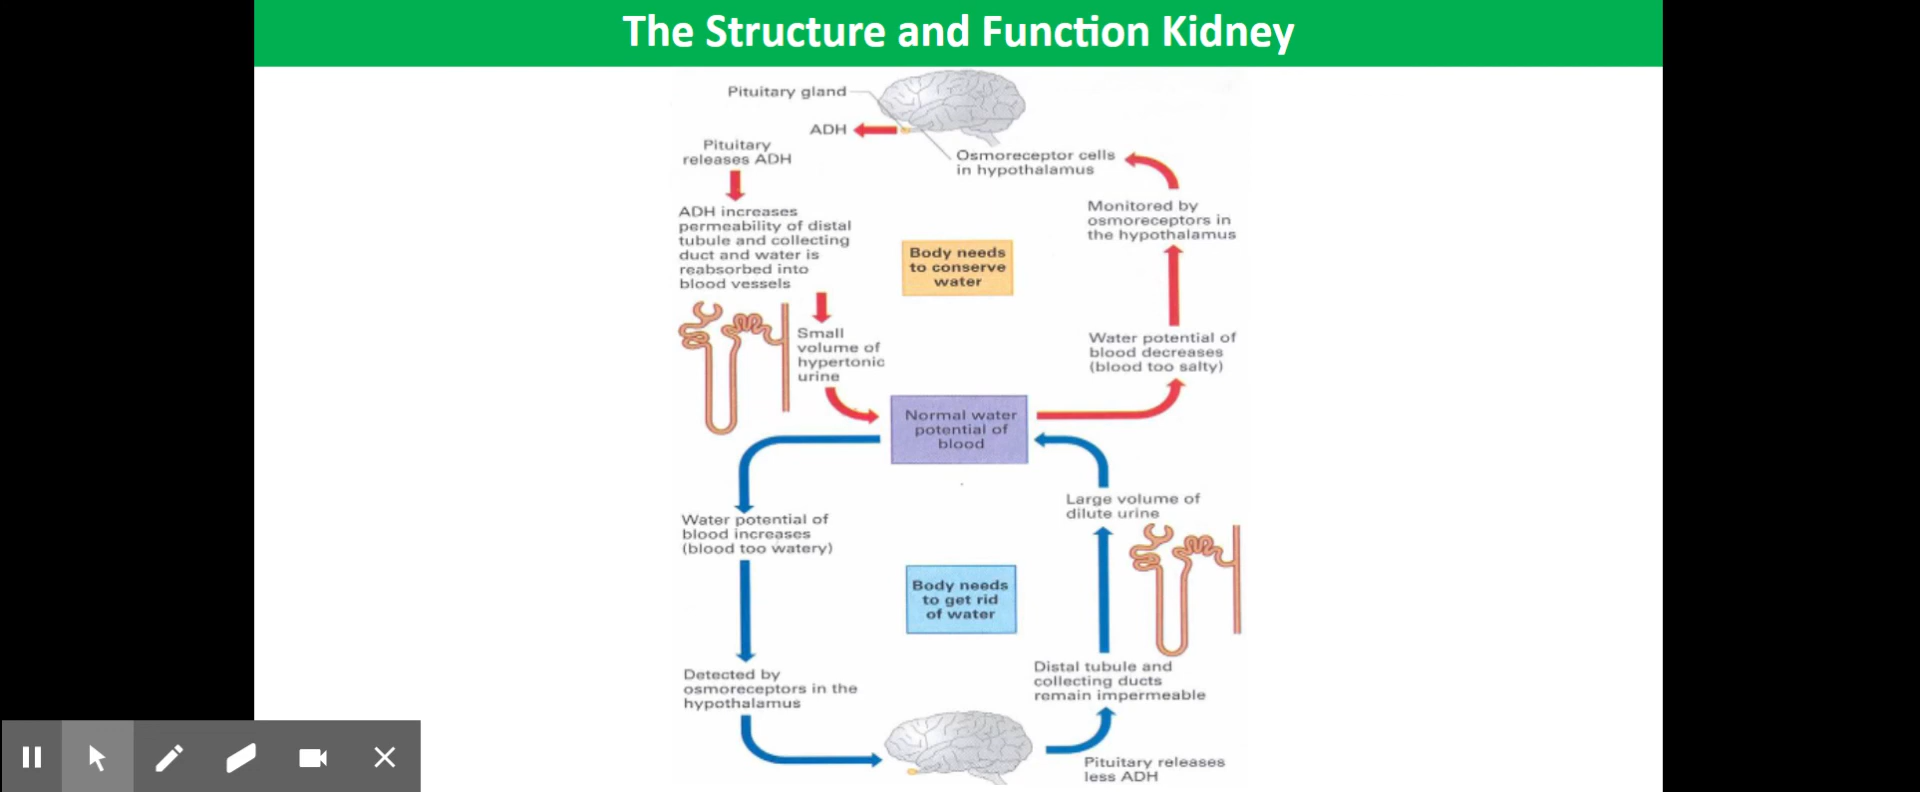 The Structure and Function Kidney
Pituitary gland
ADH
Pituitary
releases ADH
Osmoreceptor cells
in hypothalamus
ADH increases
permeability of distal
tubule and collecting
duct and water is
reabsorbed into
blood vessels
Monitored by
osmoreceptors in
the hypothalamus
Body needs
to conserve
water
Small
volume of
hypertonic
urine
Water potential of
blood decreases
(blood too salty)
Normal water
potential of
blood
Water potential of
blood increases
(blood too watery)
Large volume of
dilute urine
Body needs
to get rid
of water
Detected by
osmoreceptors in the
hypothalamus
Distal tubule and
collecting ducts
remain impermeable
Pituitary releases
less ADH